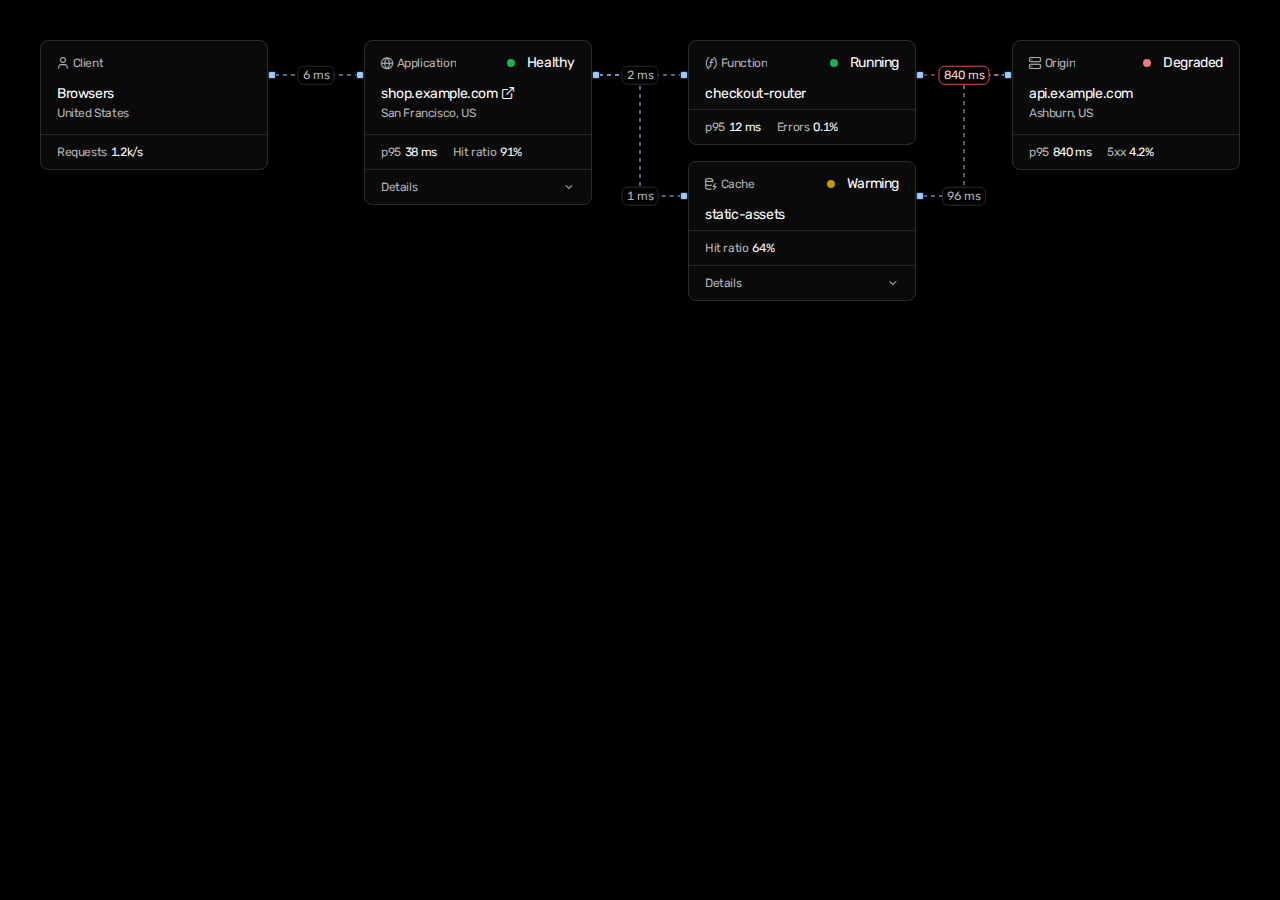 Client
Browsers
United States
Requests 1.2k/s
6 ms
Application Healthy
shop.example.com
San Francisco, US
p95 38 ms Hit ratio 91%
Details
2 ms
1 ms
Function Running
checkout-router
p95 12 ms Errors 0.1%
Cache Warming
static-assets
Hit ratio 64%
Details
840 ms
96 ms
Origin Degraded
api.example.com
Ashburn, US
p95 840 ms 5xx 4.2%